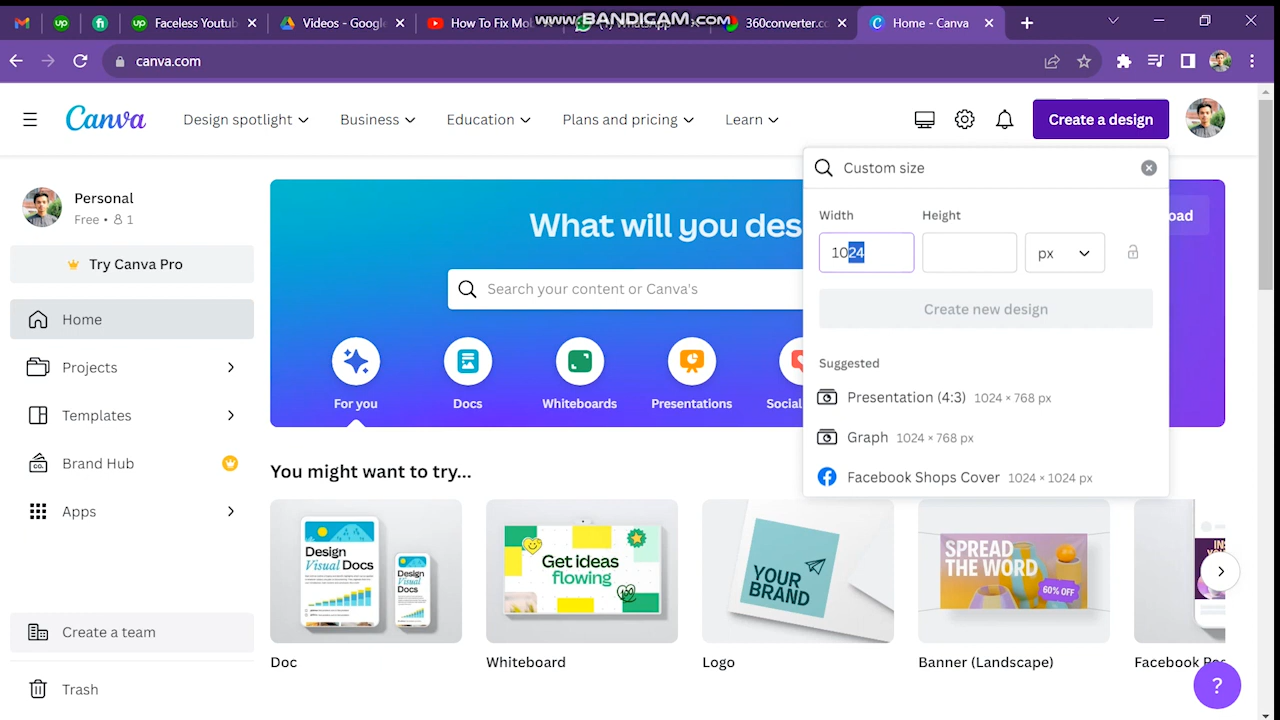 www.BANDICAM.com
Faceless Youtub
Videos - Google
How To Fix Mo
(1) WhatsApp
360converter.c
Home - Canva
canva.com
Canva
Design spotlight
Business
Education
Plans and pricing
Learn
Create a design
Personal
Free • 1
Try Canva Pro
Home
Projects
Templates
Brand Hub
Apps
Create a team
Trash
What will you des
Search your content or Canva's
For you
Docs
Whiteboards
Presentations
Social
oad
Custom size
Width
Height
1024
px
Create new design
Suggested
Presentation (4:3) 1024 × 768 px
Graph 1024 × 768 px
Facebook Shops Cover 1024 × 1024 px
You might want to try...
Design
Visual Docs
Design
Visual Docs
Get ideas
flowing
YOUR
BRAND
SPREAD
THE WORD
60% OFF
Doc
Whiteboard
Logo
Banner (Landscape)
Facebook Po
?